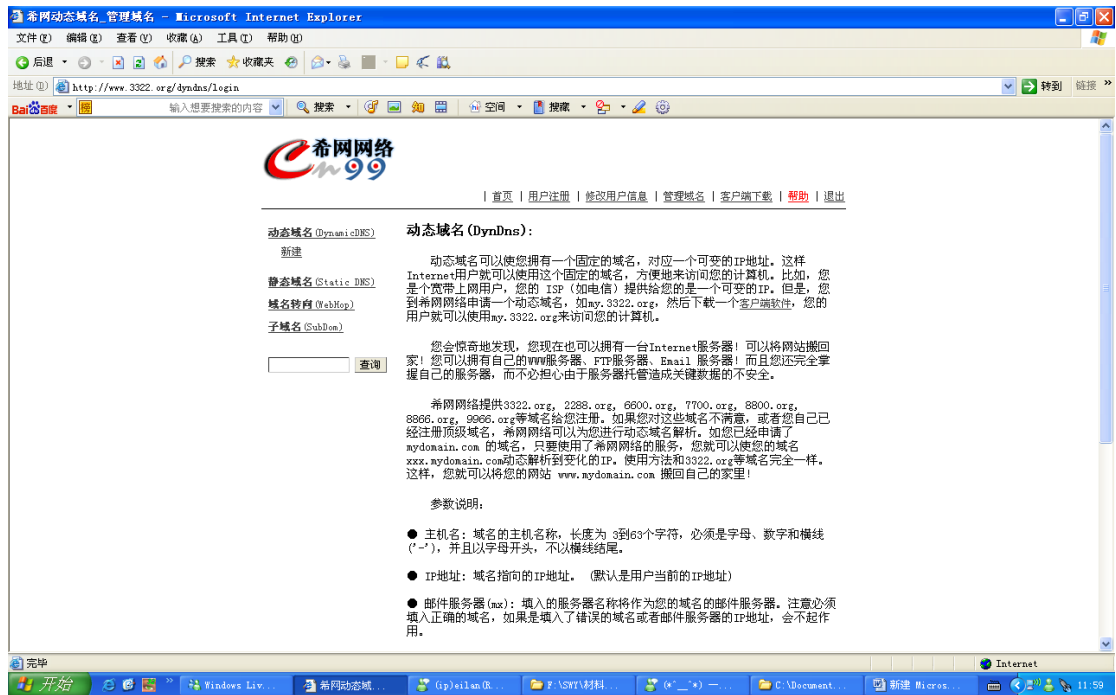 希网动态域名_管理域名 - Microsoft Internet Explorer
文件(F) 编辑(E) 查看(V) 收藏(A) 工具(T) 帮助(H)
后退 搜索 收藏夹
地址(D) http://www.3322.org/dyndns/login 转到 链接 »
Bai百度 输入想要搜索的内容 搜索 空间 搜藏
希网网络
cn99
| 首页 | 用户注册 | 修改用户信息 | 管理域名 | 客户端下载 | 帮助 | 退出
动态域名(DynamicDNS)
新建
静态域名(Static DNS)
域名转向(WebHop)
子域名(SubDom)
查询
动态域名(DynDns):
动态域名可以使您拥有一个固定的域名，对应一个可变的IP地址。这样
Internet用户就可以使用这个固定的域名，方便地来访问您的计算机。比如，您
是个宽带上网用户，您的 ISP（如电信）提供给您的是一个可变的IP。但是，您
到希网网络申请一个动态域名，如my.3322.org，然后下载一个客户端软件，您的
用户就可以使用my.3322.org来访问您的计算机。
您会惊奇地发现，您现在也可以拥有一台Internet服务器！可以将网站搬回
家！您可以拥有自己的WWW服务器、FTP服务器、Email 服务器！而且您还完全掌
握自己的服务器，而不必担心由于服务器托管造成关键数据的不安全。
希网网络提供3322.org, 2288.org, 6600.org, 7700.org, 8800.org,
8866.org, 9966.org等域名给您注册。如果您对这些域名不满意，或者您自己已
经注册顶级域名，希网网络可以为您进行动态域名解析。如您已经申请了
mydomain.com 的域名，只要使用了希网网络的服务，您就可以使您的域名
xxx.mydomain.com动态解析到变化的IP。使用方法和3322.org等域名完全一样。
这样，您就可以将您的网站 www.mydomain.com 搬回自己的家里！
参数说明：
● 主机名：域名的主机名称，长度为 3到63个字符，必须是字母、数字和横线
('-')，并且以字母开头，不以横线结尾。
● IP地址：域名指向的IP地址。（默认是用户当前的IP地址）
● 邮件服务器(mx)：填入的服务器名称将作为您的域名的邮件服务器。注意必须
填入正确的域名，如果是填入了错误的域名或者邮件服务器的IP地址，会不起作
用。
完毕 Internet
开始 Windows Liv... 希网动态域... (ip)eilan(R... F:\SWY\材料... (*^__^*) 一... C:\Document... 新建 Micros... 11:59